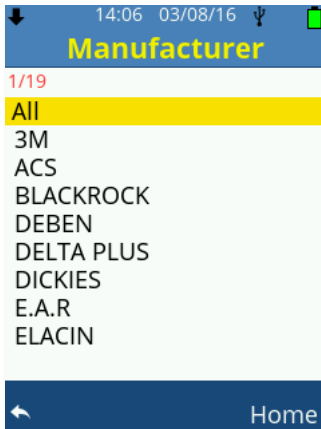 14:06 03/08/16
Manufacturer
1/19
All
3M
ACS
BLACKROCK
DEBEN
DELTA PLUS
DICKIES
E.A.R
ELACIN
Home